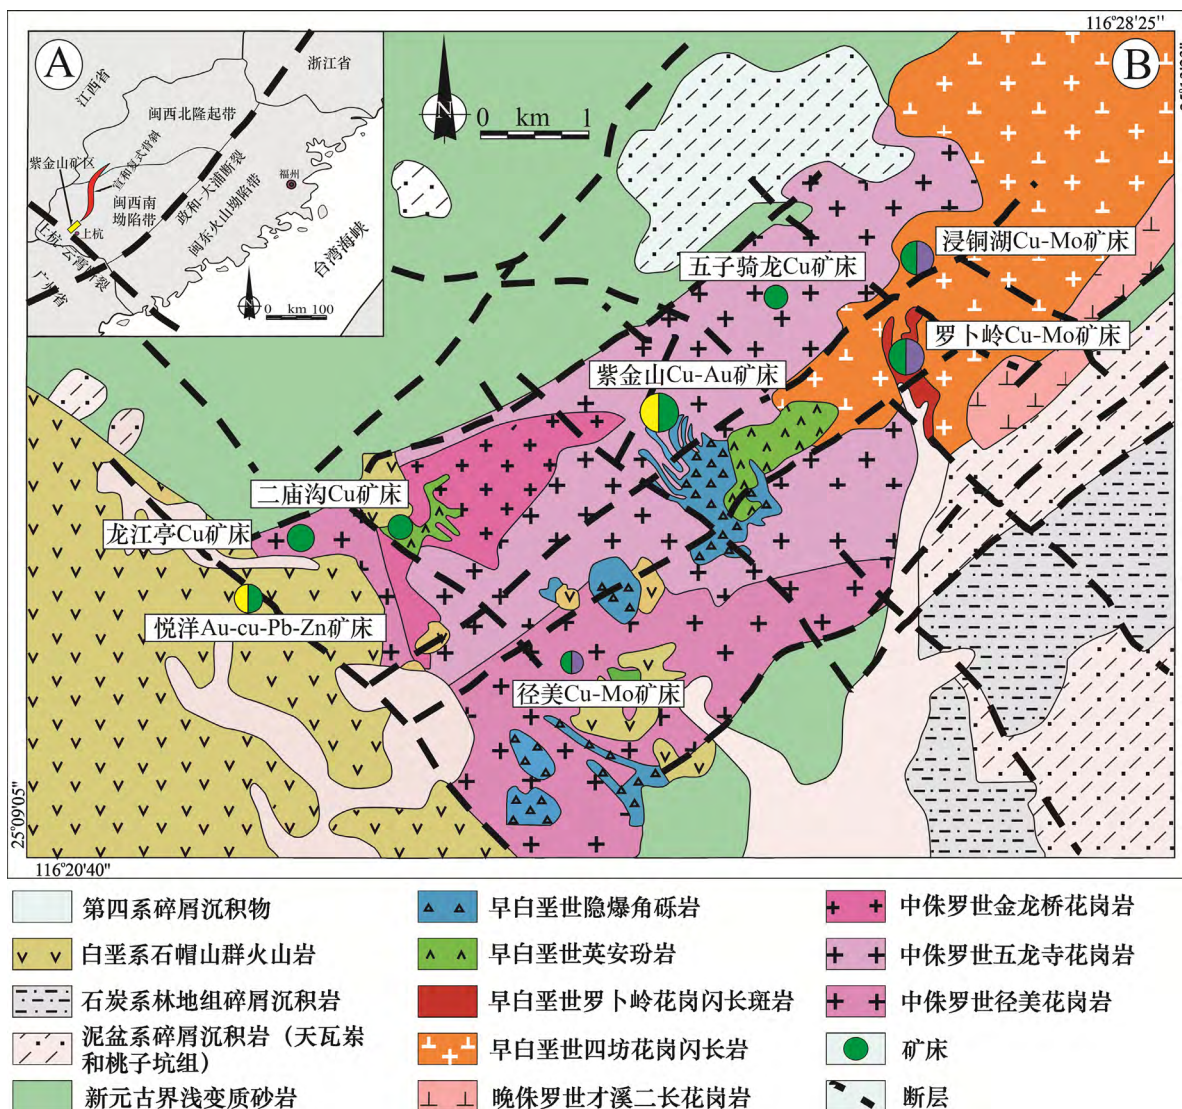 116°28'25"
A
B
浙江省
江西省
闽西北隆起带
紫金山矿区
宣和复式背斜
政和-大浦断裂
福州
闽西南
坳陷带
闽东火山坳陷带
上杭
上杭-云霄断裂
台湾海峡
广州省
N
0 km 100
N
0 km 1
浸铜湖Cu-Mo矿床
五子骑龙Cu矿床
罗卜岭Cu-Mo矿床
紫金山Cu-Au矿床
二庙沟Cu矿床
龙江亭Cu矿床
悦洋Au-cu-Pb-Zn矿床
径美Cu-Mo矿床
25°09'05"
116°20'40"
第四系碎屑沉积物
早白垩世隐爆角砾岩
中侏罗世金龙桥花岗岩
白垩系石帽山群火山岩
早白垩世英安玢岩
中侏罗世五龙寺花岗岩
石炭系林地组碎屑沉积岩
早白垩世罗卜岭花岗闪长斑岩
中侏罗世径美花岗岩
泥盆系碎屑沉积岩（天瓦岽
和桃子坑组）
早白垩世四坊花岗闪长岩
矿床
新元古界浅变质砂岩
晚侏罗世才溪二长花岗岩
断层